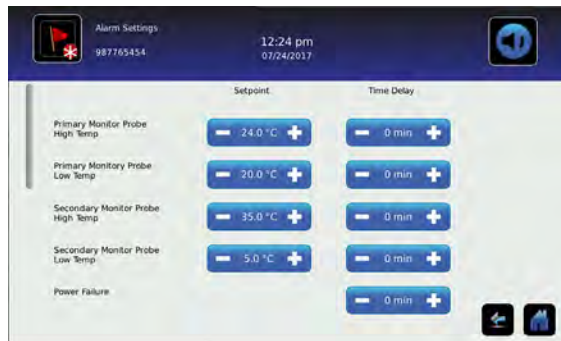 Alarm Settings
987765454
12:24 pm
07/24/2017
Setpoint Time Delay
Primary Monitor Probe
High Temp
24.0 °C 0 min
Primary Monitory Probe
Low Temp
20.0 °C 0 min
Secondary Monitor Probe
High Temp
35.0 °C 0 min
Secondary Monitor Probe
Low Temp
5.0 °C 0 min
Power Failure
0 min